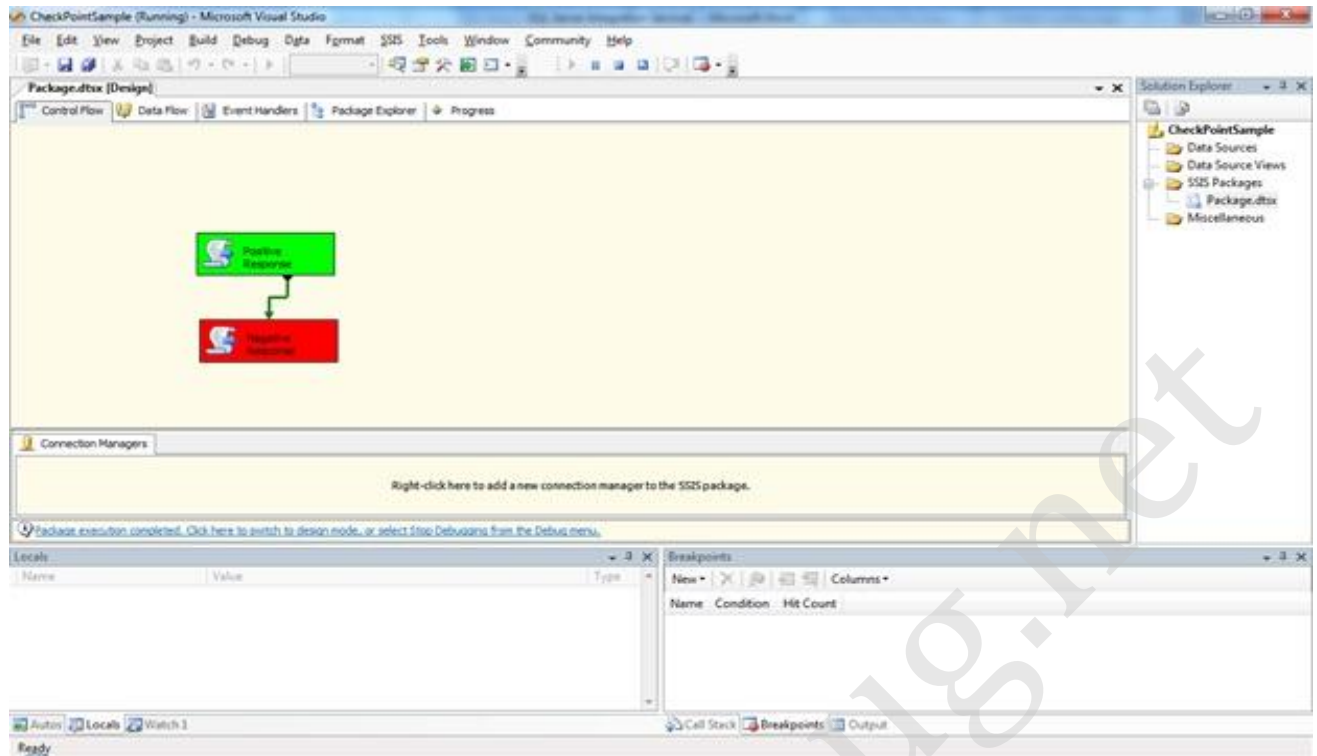 CheckPointSample (Running) - Microsoft Visual Studio
File Edit View Project Build Debug Data Format SSIS Tools Window Community Help
Package.dtsx [Design]
Control Flow Data Flow Event Handlers Package Explorer Progress
Positive
Response
Negative
Response
Connection Managers
Right-click here to add a new connection manager to the SSIS package.
Package execution completed. Click here to switch to design mode, or select Stop Debugging from the Debug menu.
Solution Explorer
CheckPointSample
Data Sources
Data Source Views
SSIS Packages
Package.dtsx
Miscellaneous
Locals
Name Value Type
Autos Locals Watch 1
Breakpoints
New Columns
Name Condition Hit Count
Call Stack Breakpoints Output
Ready
ug.net